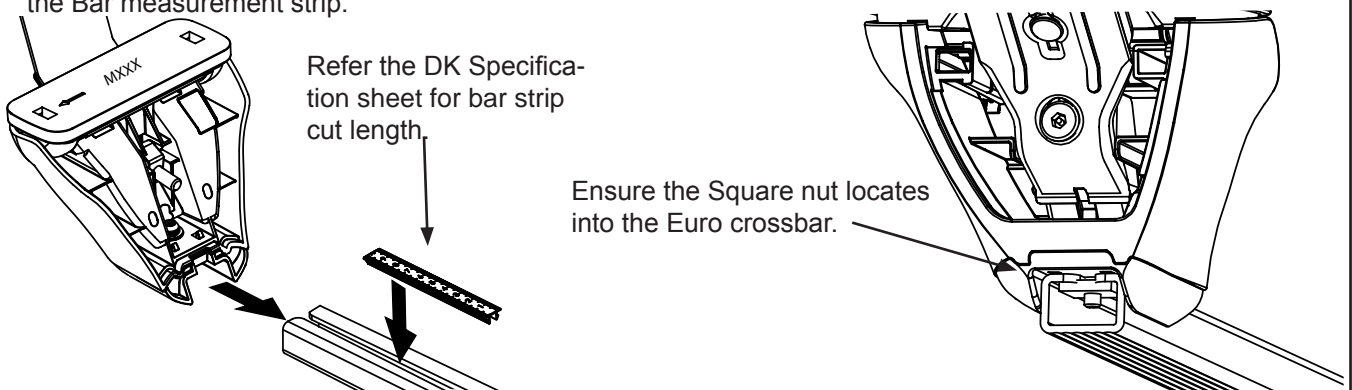 the Bar measurement strip.
MXXX
Refer the DK Specifica-
tion sheet for bar strip
cut length.
Ensure the Square nut locates
into the Euro crossbar.